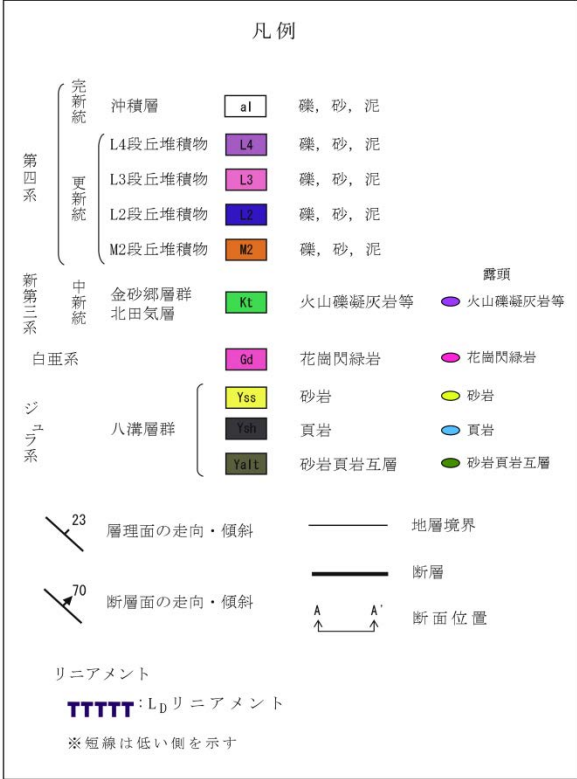 凡例
第四系
完新統
沖積層 al 礫, 砂, 泥
更新統
L4段丘堆積物 L4 礫, 砂, 泥
L3段丘堆積物 L3 礫, 砂, 泥
L2段丘堆積物 L2 礫, 砂, 泥
M2段丘堆積物 M2 礫, 砂, 泥
新第三系
中新統
金砂郷層群
北田気層
Kt 火山礫凝灰岩等
露頭
火山礫凝灰岩等
白亜系 Gd 花崗閃緑岩 花崗閃緑岩
ジュラ系
八溝層群
Yss 砂岩 砂岩
Ysh 頁岩 頁岩
Yalt 砂岩頁岩互層 砂岩頁岩互層
23 層理面の走向・傾斜
地層境界
断層
70 断層面の走向・傾斜
A A' 断面位置
リニアメント
:LDリニアメント
※短線は低い側を示す